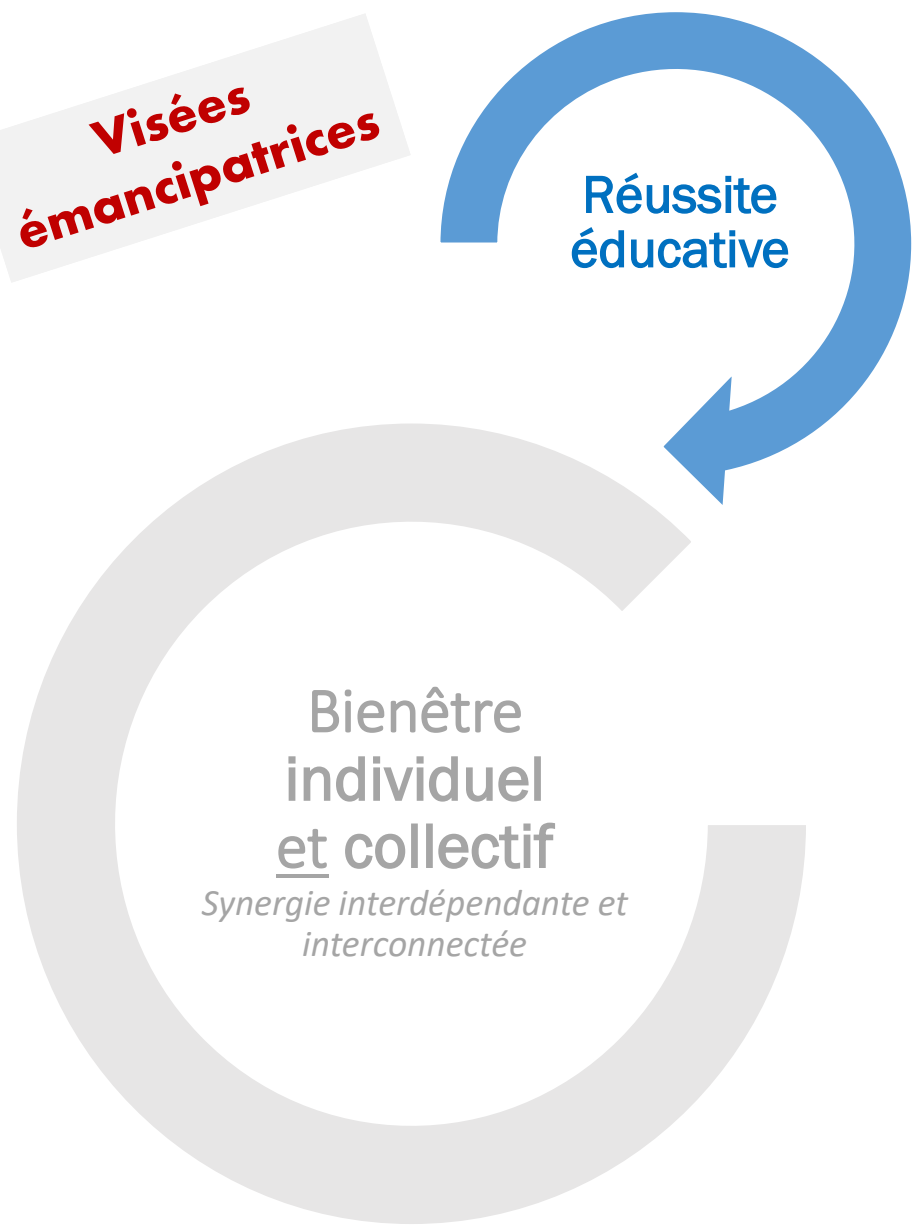 Visées
émancipatrices
Réussite
éducative
Bienêtre
individuel
et collectif
Synergie interdépendante et
interconnectée